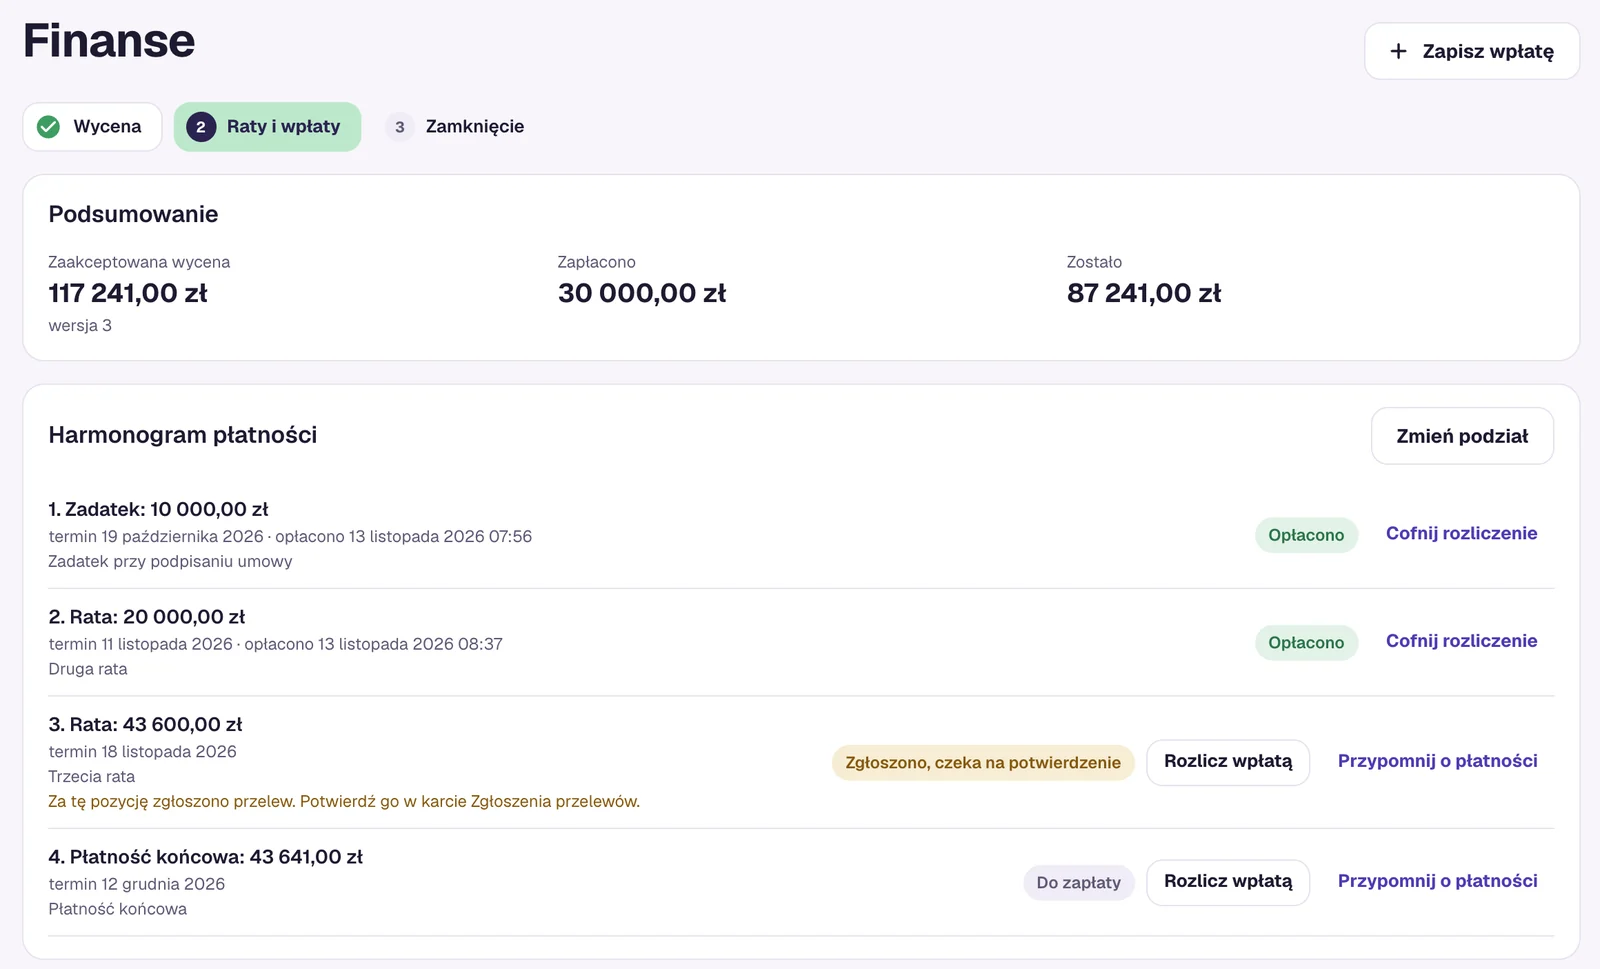 Finanse
+ Zapisz wpłatę
Wycena
2 Raty i wpłaty
3 Zamknięcie
Podsumowanie
Zaakceptowana wycena
117 241,00 zł
wersja 3
Zapłacono
30 000,00 zł
Zostało
87 241,00 zł
Harmonogram płatności
Zmień podział
1. Zadatek: 10 000,00 zł
termin 19 października 2026 · opłacono 13 listopada 2026 07:56
Zadatek przy podpisaniu umowy
Opłacono
Cofnij rozliczenie
2. Rata: 20 000,00 zł
termin 11 listopada 2026 · opłacono 13 listopada 2026 08:37
Druga rata
Opłacono
Cofnij rozliczenie
3. Rata: 43 600,00 zł
termin 18 listopada 2026
Trzecia rata
Za tę pozycję zgłoszono przelew. Potwierdź go w karcie Zgłoszenia przelewów.
Zgłoszono, czeka na potwierdzenie
Rozlicz wpłatą
Przypomnij o płatności
4. Płatność końcowa: 43 641,00 zł
termin 12 grudnia 2026
Płatność końcowa
Do zapłaty
Rozlicz wpłatą
Przypomnij o płatności